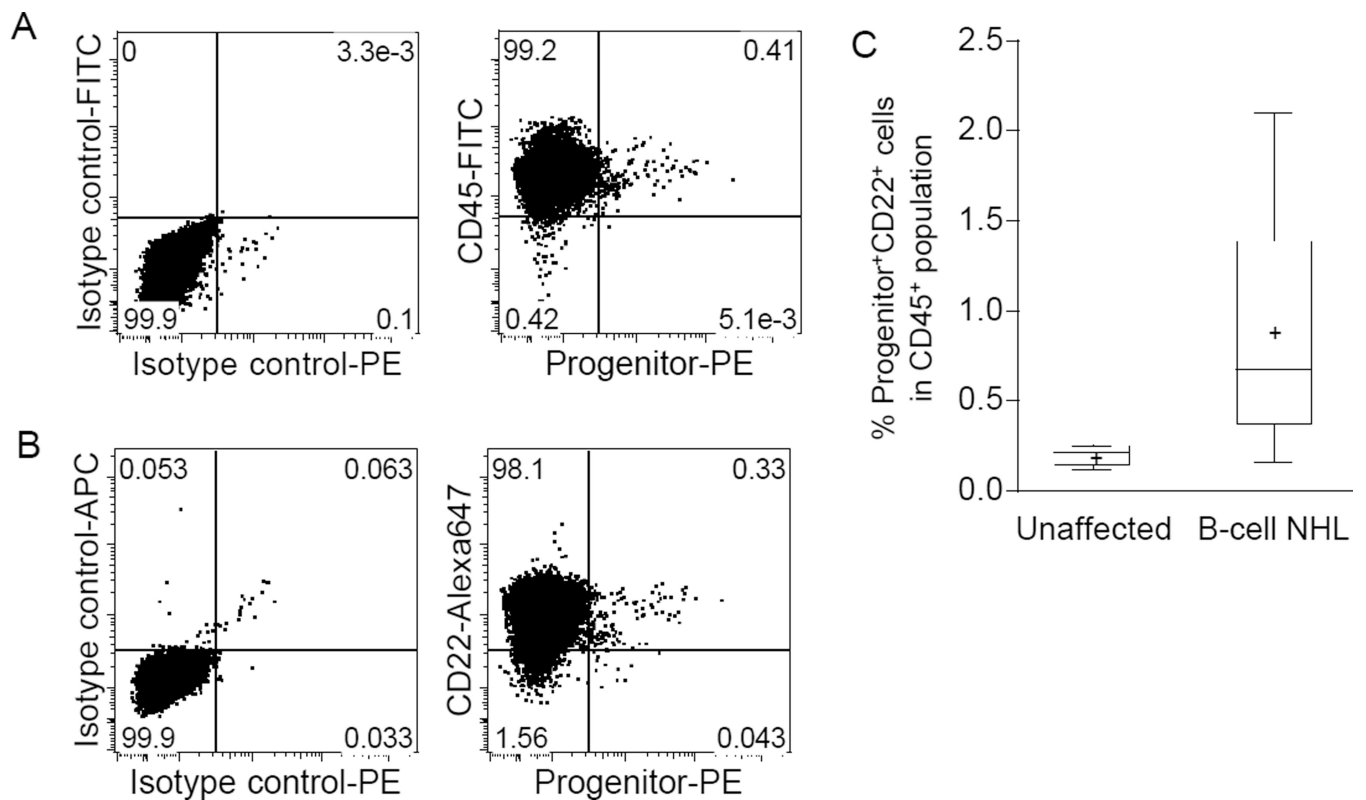 A
0
3.3e-3
99.9
0.1
Isotype control-FITC
Isotype control-PE
99.2
0.41
0.42
5.1e-3
CD45-FITC
Progenitor-PE
B
0.053
0.063
99.9
0.033
Isotype control-APC
Isotype control-PE
98.1
0.33
1.56
0.043
CD22-Alexa647
Progenitor-PE
C
% Progenitor⁺CD22⁺ cells
in CD45⁺ population
2.5
2.0
1.5
1.0
0.5
0.0
+
+
Unaffected B-cell NHL